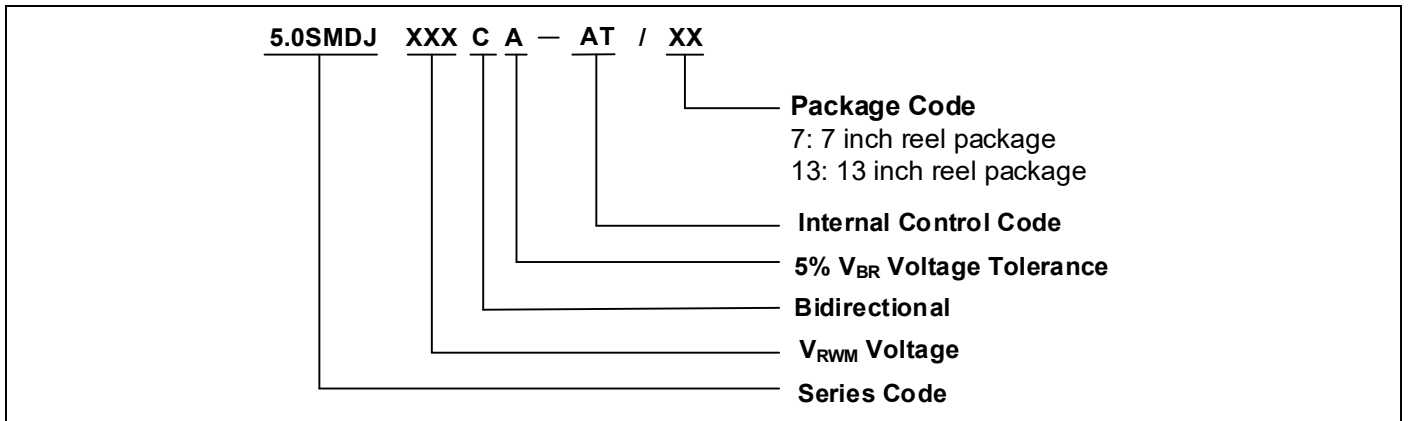 5.0SMDJ XXX C A — AT / XX
Package Code
7: 7 inch reel package
13: 13 inch reel package
Internal Control Code
5% VBR Voltage Tolerance
Bidirectional
VRWM Voltage
Series Code